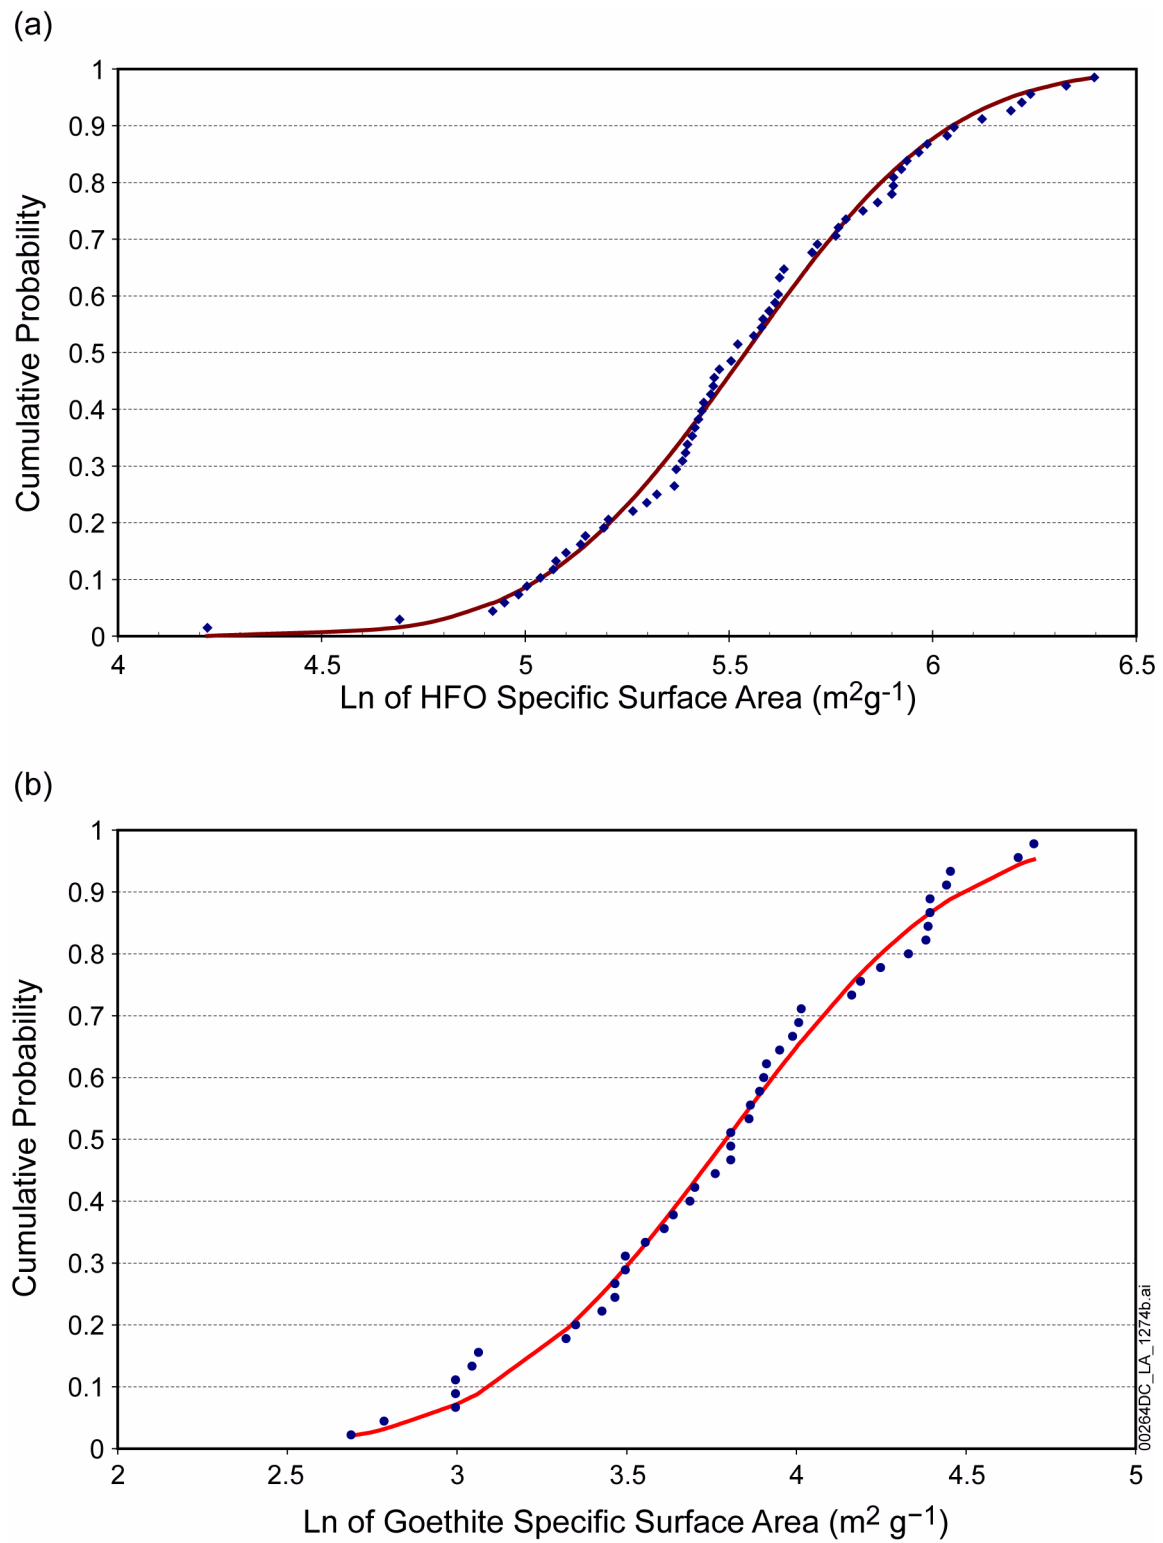 (a)
1
0.9
0.8
0.7
0.6
0.5
0.4
0.3
0.2
0.1
0
Cumulative Probability
4 4.5 5 5.5 6 6.5
Ln of HFO Specific Surface Area (m²g-¹)
(b)
1
0.9
0.8
0.7
0.6
0.5
0.4
0.3
0.2
0.1
0
Cumulative Probability
2 2.5 3 3.5 4 4.5 5
Ln of Goethite Specific Surface Area (m² g⁻¹)
00264DC_LA_1274b.ai